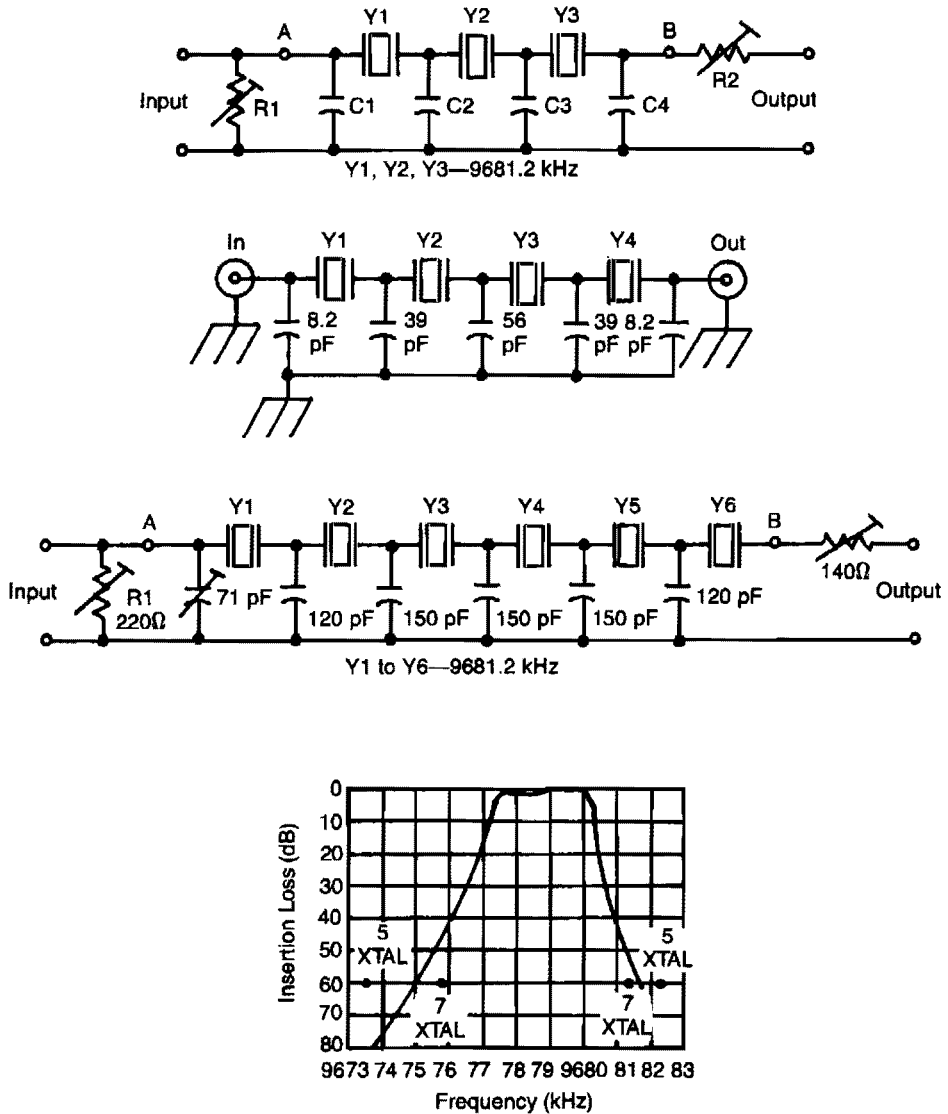 A Y1 Y2 Y3 B
R2
Input R1 C1 C2 C3 C4 Output
Y1, Y2, Y3—9681.2 kHz
In Y1 Y2 Y3 Y4 Out
8.2 pF
39 pF
56 pF
39 pF
8.2 pF
A Y1 Y2 Y3 Y4 Y5 Y6 B
140Ω
Input R1 220Ω 71 pF Output
120 pF 150 pF 150 pF 150 pF 120 pF
Y1 to Y6—9681.2 kHz
Insertion Loss (dB)
0
10
20
30
40
50
60
70
80
5 XTAL
5 XTAL
7 XTAL
7 XTAL
9673 74 75 76 77 78 79 9680 81 82 83
Frequency (kHz)